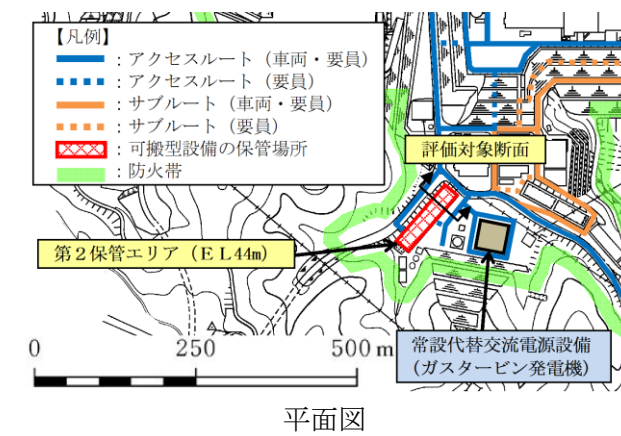 【凡例】
：アクセスルート（車両・要員）
：アクセスルート（要員）
：サブルート（車両・要員）
：サブルート（要員）
：可搬型設備の保管場所
：防火帯
評価対象断面
第２保管エリア（ＥＬ44m）
0 250 500 m
常設代替交流電源設備
（ガスタービン発電機）
平面図